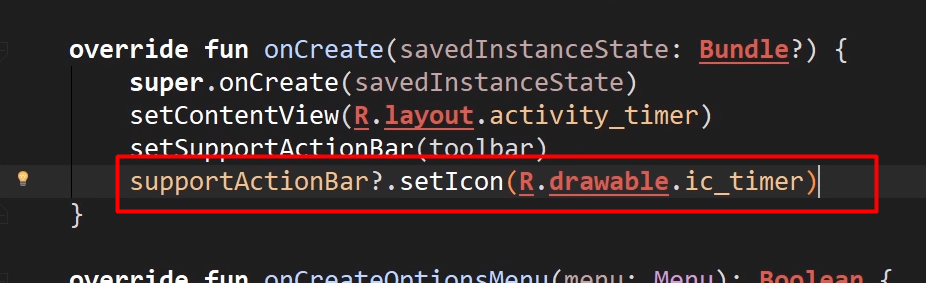 override fun onCreate(savedInstanceState: Bundle?) {
super.onCreate(savedInstanceState)
setContentView(R.layout.activity_timer)
setSupportActionBar(toolbar)
supportActionBar?.setIcon(R.drawable.ic_timer)
}
override fun onCreateOptionsMenu(menu: Menu): Boolean {